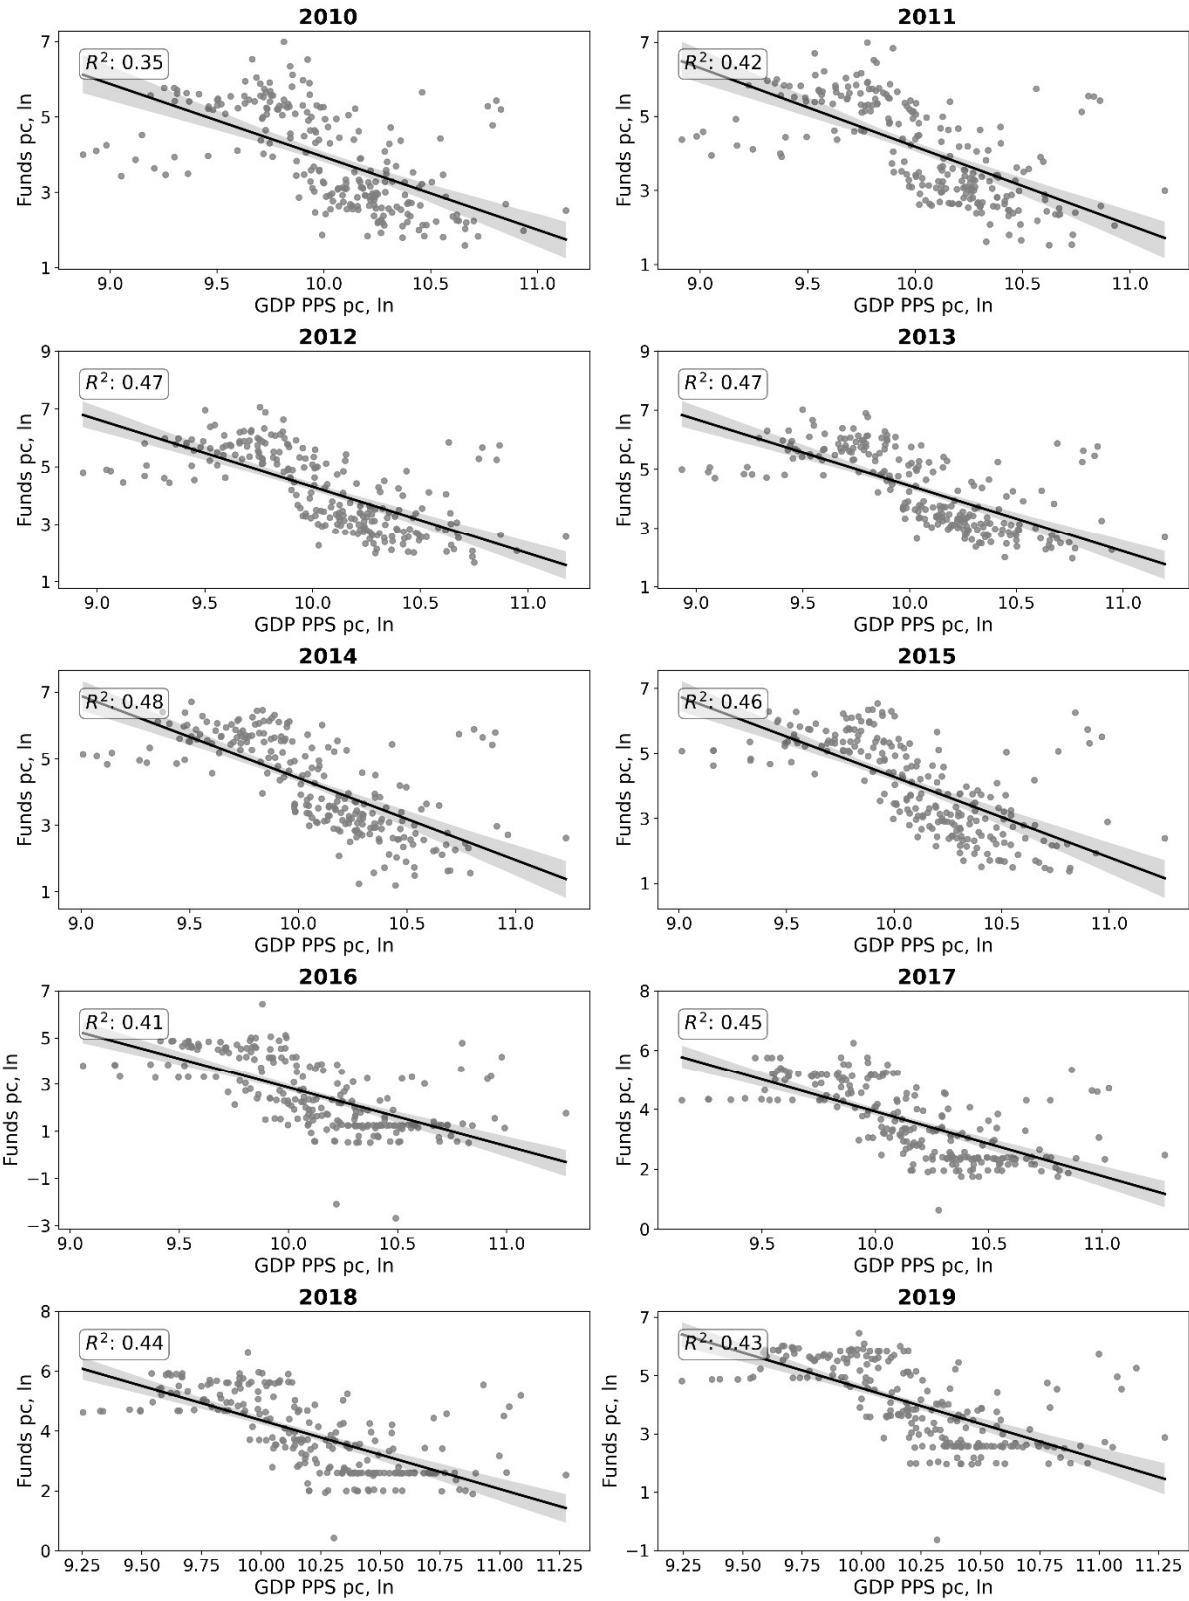 2010
R²: 0.35
Funds pc, ln
7
5
3
1
9.0 9.5 10.0 10.5 11.0
GDP PPS pc, ln
2011
R²: 0.42
Funds pc, ln
7
5
3
1
9.0 9.5 10.0 10.5 11.0
GDP PPS pc, ln
2012
R²: 0.47
Funds pc, ln
9
7
5
3
1
9.0 9.5 10.0 10.5 11.0
GDP PPS pc, ln
2013
R²: 0.47
Funds pc, ln
9
7
5
3
1
9.0 9.5 10.0 10.5 11.0
GDP PPS pc, ln
2014
R²: 0.48
Funds pc, ln
7
5
3
1
9.0 9.5 10.0 10.5 11.0
GDP PPS pc, ln
2015
R²: 0.46
Funds pc, ln
7
5
3
1
9.0 9.5 10.0 10.5 11.0
GDP PPS pc, ln
2016
R²: 0.41
Funds pc, ln
7
5
3
1
−1
−3
9.0 9.5 10.0 10.5 11.0
GDP PPS pc, ln
2017
R²: 0.45
Funds pc, ln
8
6
4
2
0
9.5 10.0 10.5 11.0
GDP PPS pc, ln
2018
R²: 0.44
Funds pc, ln
8
6
4
2
0
9.25 9.50 9.75 10.00 10.25 10.50 10.75 11.00 11.25
GDP PPS pc, ln
2019
R²: 0.43
Funds pc, ln
7
5
3
1
−1
9.25 9.50 9.75 10.00 10.25 10.50 10.75 11.00 11.25
GDP PPS pc, ln